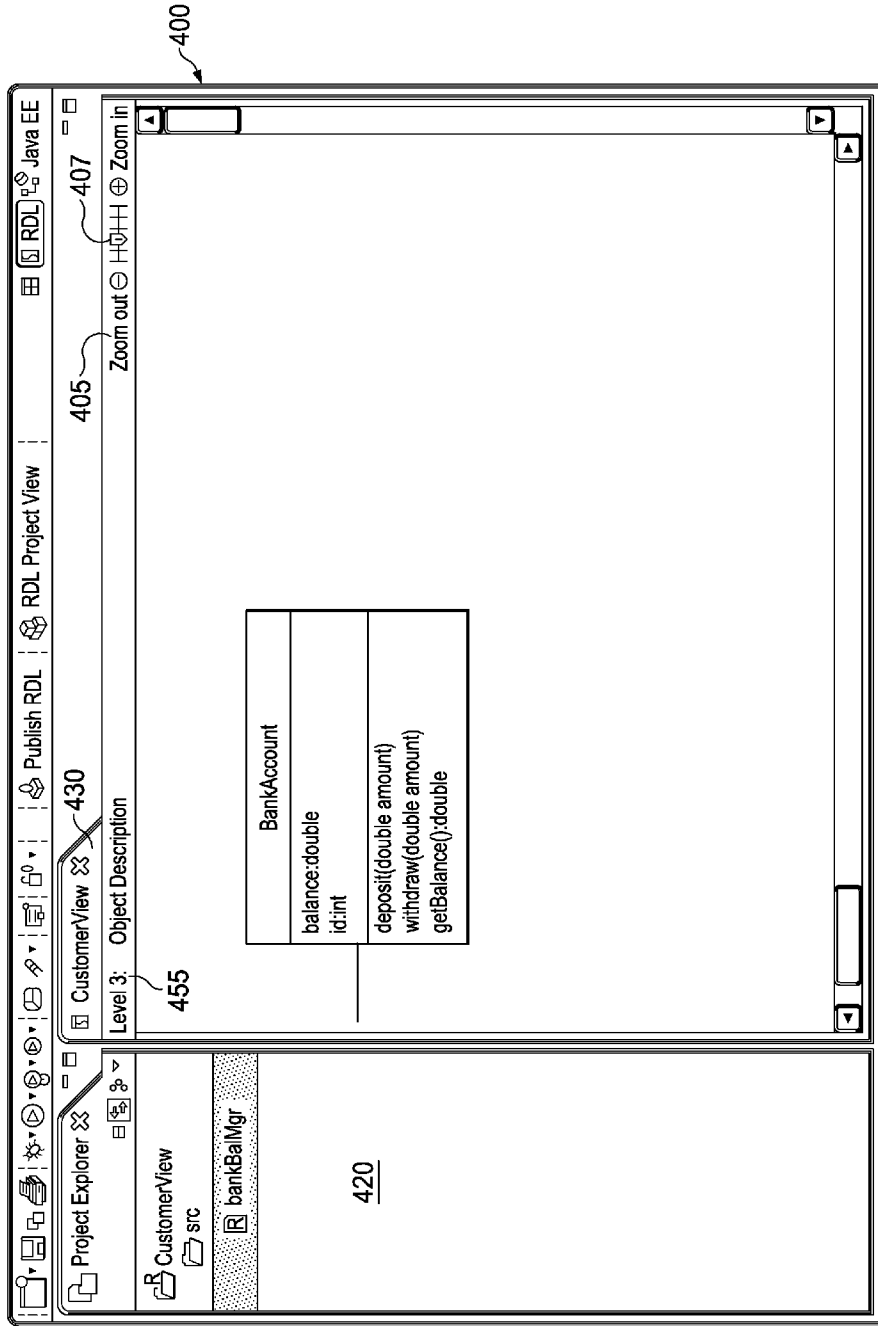 Publish RDL
RDL Project View
RDL
Java EE
400
Project Explorer
CustomerView
430
405
407
Level 3: Object Description
Zoom out
Zoom in
455
CustomerView
src
bankBalMgr
420
BankAccount
balance:double
id:int
deposit(double amount)
withdraw(double amount)
getBalance():double